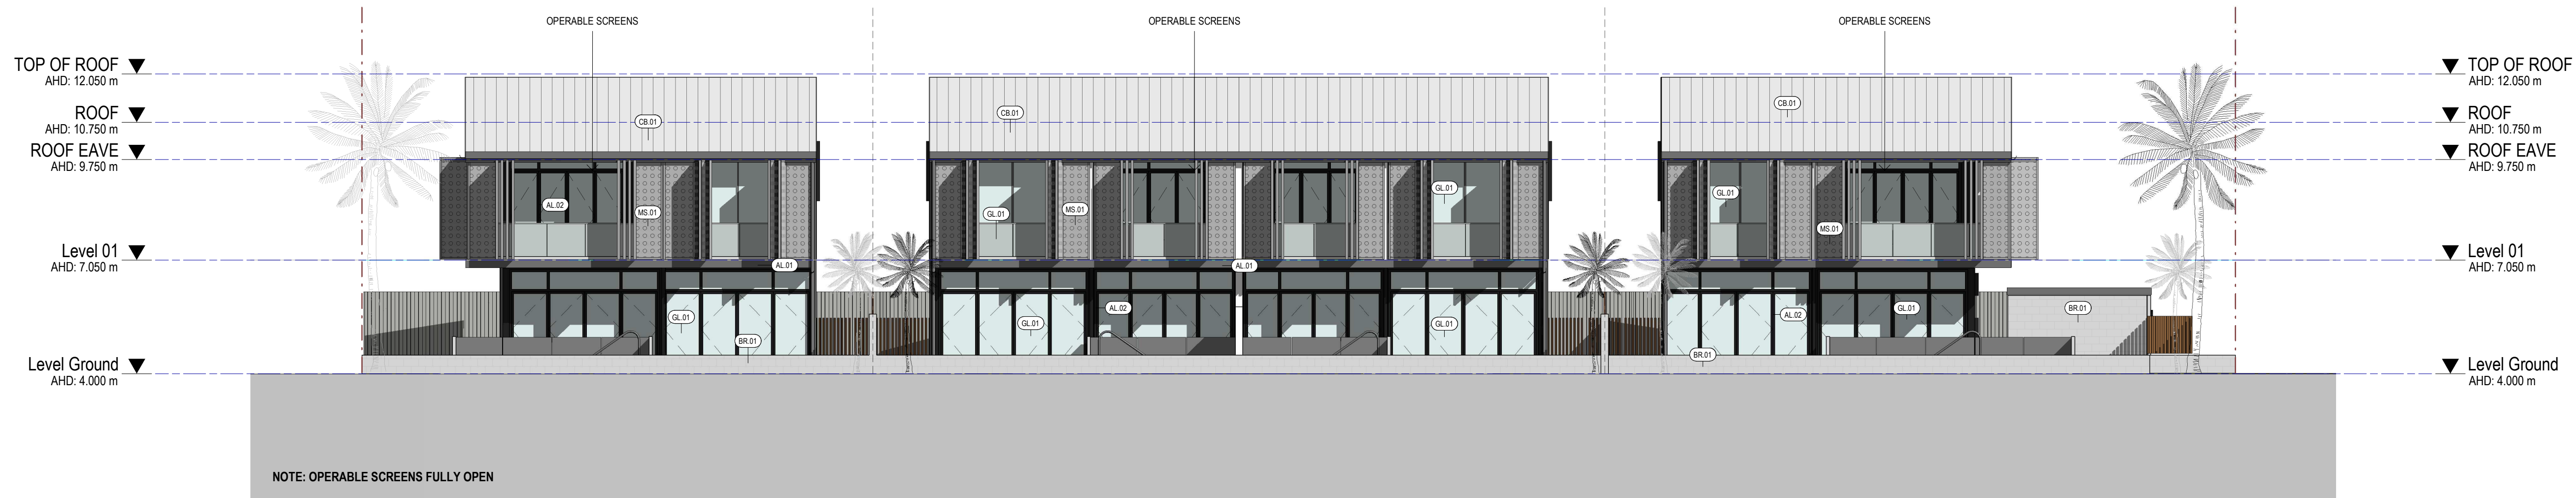 OPERABLE SCREENS
OPERABLE SCREENS
OPERABLE SCREENS
TOP OF ROOF
AHD: 12.050 m
ROOF
AHD: 10.750 m
ROOF EAVE
AHD: 9.750 m
Level 01
AHD: 7.050 m
Level Ground
AHD: 4.000 m
CB.01
AL.02
MS.01
AL.01
GL.01
BR.01
CB.01
GL.01
MS.01
GL.01
AL.01
AL.02
GL.01
GL.01
CB.01
GL.01
MS.01
AL.02
GL.01
BR.01
BR.01
TOP OF ROOF
AHD: 12.050 m
ROOF
AHD: 10.750 m
ROOF EAVE
AHD: 9.750 m
Level 01
AHD: 7.050 m
Level Ground
AHD: 4.000 m
NOTE: OPERABLE SCREENS FULLY OPEN